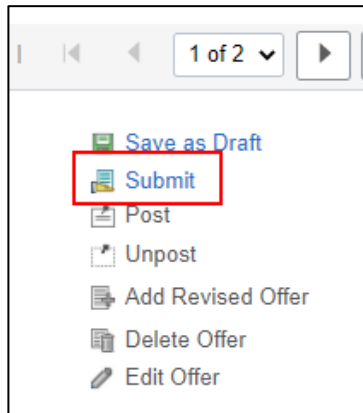 1 of 2
Save as Draft
Submit
Post
Unpost
Add Revised Offer
Delete Offer
Edit Offer